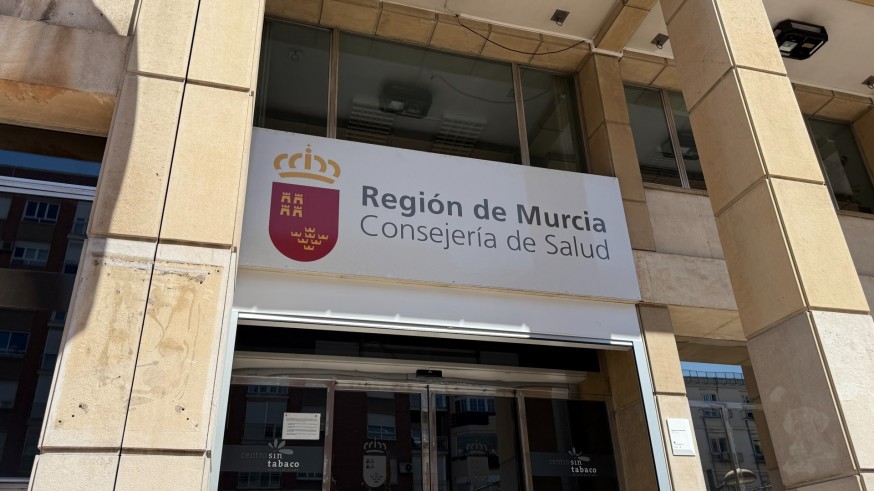 Región de Murcia
Consejería de Salud
centro sin
tabaco
centro sin
tabaco